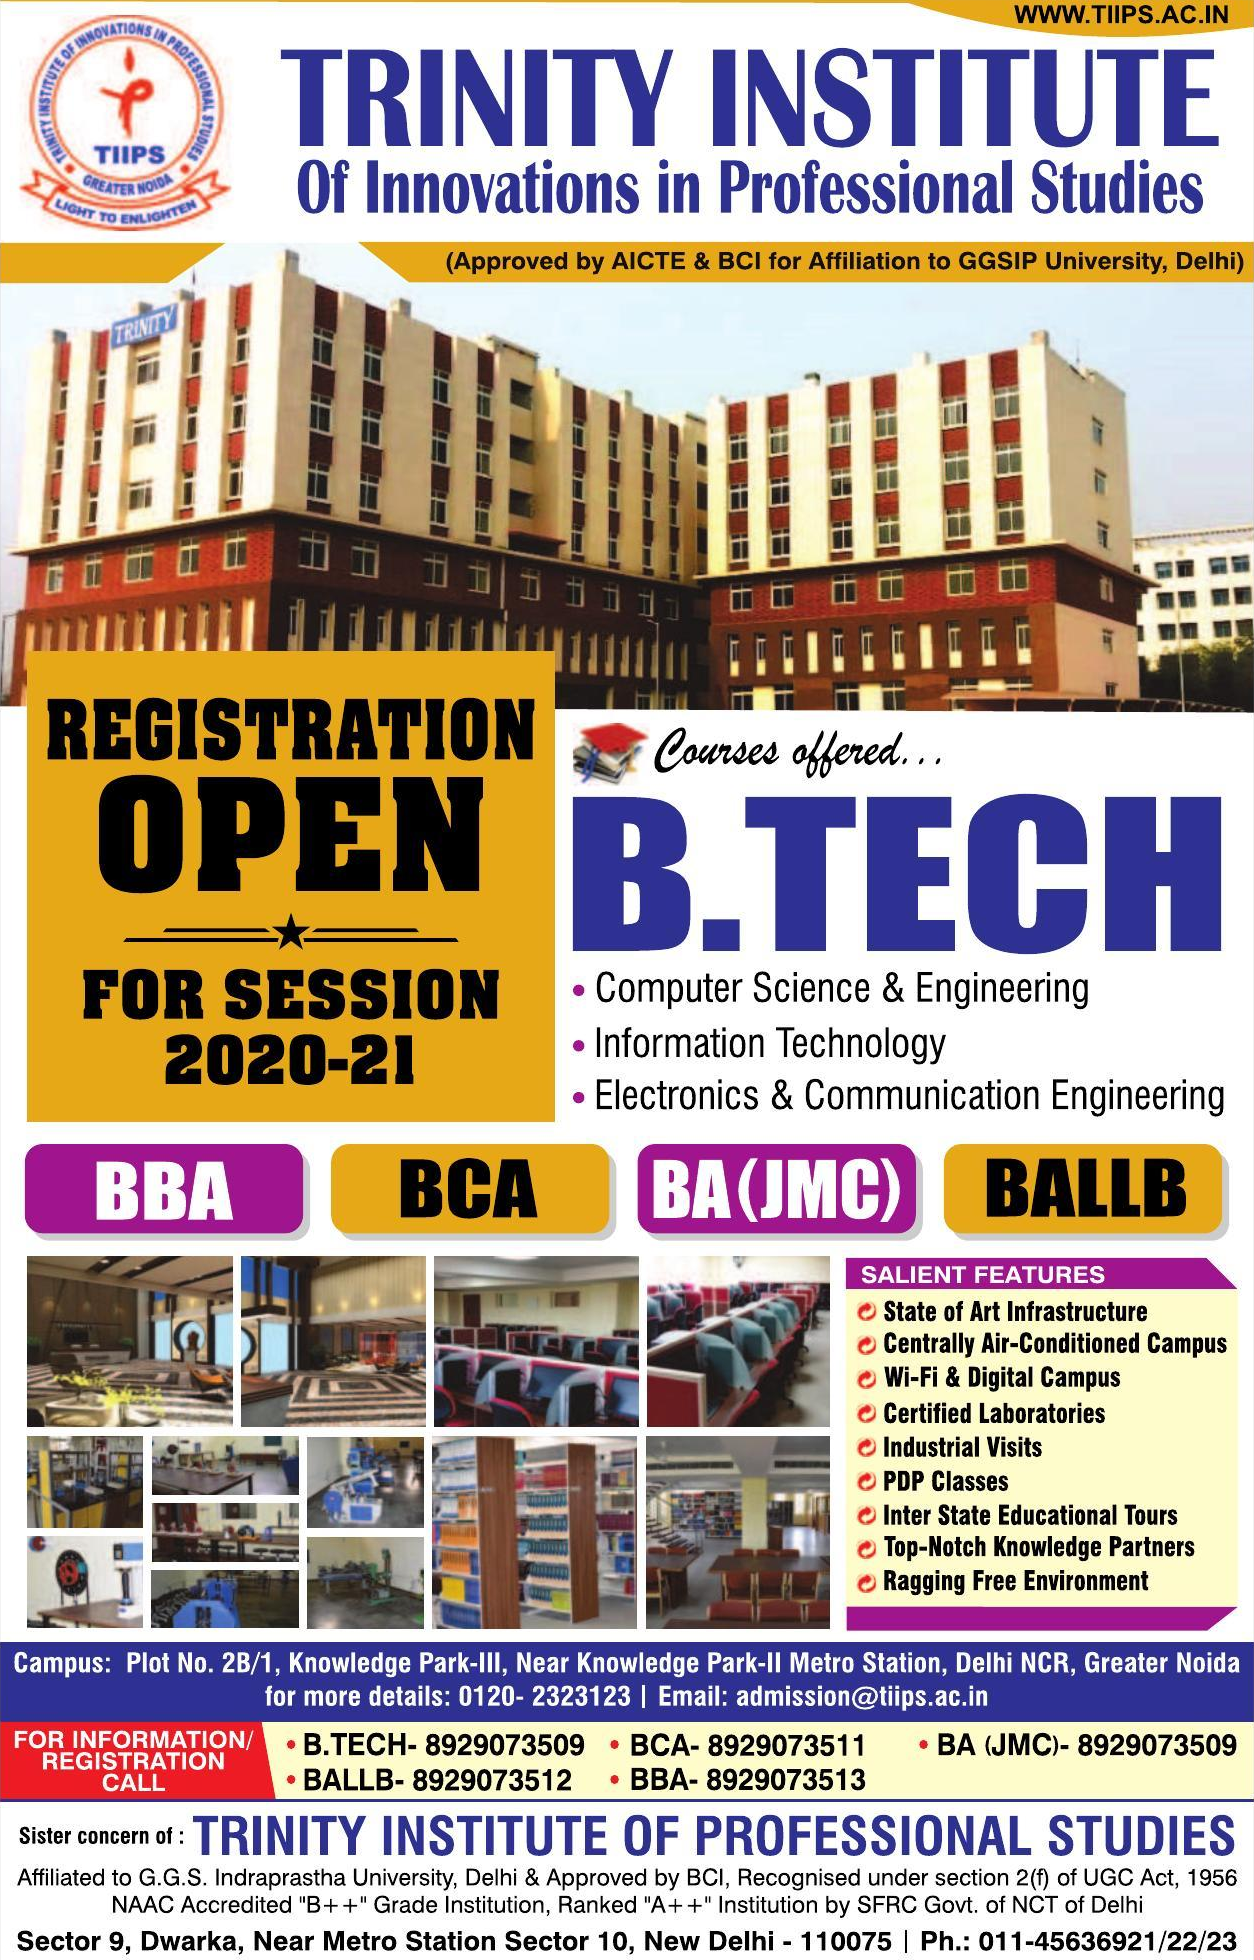 WWW.TIIPS.AC.IN
TRINITY INSTITUTE OF INNOVATIONS IN PROFESSIONAL STUDIES
TIIPS
GREATER NOIDA
LIGHT TO ENLIGHTEN
TRINITY INSTITUTE
Of Innovations in Professional Studies
(Approved by AICTE & BCI for Affiliation to GGSIP University, Delhi)
TRINITY
REGISTRATION
OPEN
FOR SESSION
2020-21
Courses offered...
B.TECH
• Computer Science & Engineering
• Information Technology
• Electronics & Communication Engineering
BBA
BCA
BA(JMC)
BALLB
SALIENT FEATURES
State of Art Infrastructure
Centrally Air-Conditioned Campus
Wi-Fi & Digital Campus
Certified Laboratories
Industrial Visits
PDP Classes
Inter State Educational Tours
Top-Notch Knowledge Partners
Ragging Free Environment
Campus: Plot No. 2B/1, Knowledge Park-III, Near Knowledge Park-II Metro Station, Delhi NCR, Greater Noida
for more details: 0120- 2323123 | Email: admission@tiips.ac.in
FOR INFORMATION/
REGISTRATION
CALL
• B.TECH- 8929073509 • BCA- 8929073511 • BA (JMC)- 8929073509
• BALLB- 8929073512 • BBA- 8929073513
Sister concern of : TRINITY INSTITUTE OF PROFESSIONAL STUDIES
Affiliated to G.G.S. Indraprastha University, Delhi & Approved by BCI, Recognised under section 2(f) of UGC Act, 1956
NAAC Accredited "B++" Grade Institution, Ranked "A++" Institution by SFRC Govt. of NCT of Delhi
Sector 9, Dwarka, Near Metro Station Sector 10, New Delhi - 110075 | Ph.: 011-45636921/22/23